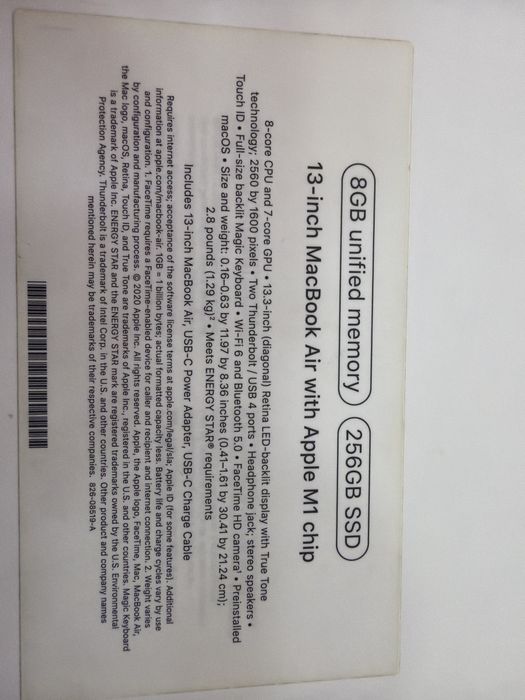 8GB unified memory 256GB SSD
13-inch MacBook Air with Apple M1 chip
8-core CPU and 7-core GPU • 13.3-inch (diagonal) Retina LED-backlit display with True Tone
technology; 2560 by 1600 pixels • Two Thunderbolt / USB 4 ports • Headphone jack; stereo speakers •
Touch ID • Full-size backlit Magic Keyboard • Wi-Fi 6 and Bluetooth 5.0 • FaceTime HD camera¹ • Preinstalled
macOS • Size and weight: 0.16–0.63 by 11.97 by 8.36 inches (0.41–1.61 by 30.41 by 21.24 cm);
2.8 pounds (1.29 kg)² • Meets ENERGY STAR® requirements
Includes 13-inch MacBook Air, USB-C Power Adapter, USB-C Charge Cable
Requires internet access; acceptance of the software license terms at apple.com/legal/sla; Apple ID (for some features). Additional
information at apple.com/macbook-air. 1GB = 1 billion bytes; actual formatted capacity less. Battery life and charge cycles vary by use
and configuration. 1. FaceTime requires a FaceTime-enabled device for caller and recipient and internet connection. 2. Weight varies
by configuration and manufacturing process. © 2020 Apple Inc. All rights reserved. Apple, the Apple logo, FaceTime, Mac, MacBook Air,
the Mac logo, macOS, Retina, Touch ID, and True Tone are trademarks of Apple Inc., registered in the U.S. and other countries. Magic Keyboard
is a trademark of Apple Inc. ENERGY STAR and the ENERGY STAR mark are registered trademarks owned by the U.S. Environmental
Protection Agency. Thunderbolt is a trademark of Intel Corp. in the U.S. and other countries. Other product and company names
mentioned herein may be trademarks of their respective companies. 826-08519-A